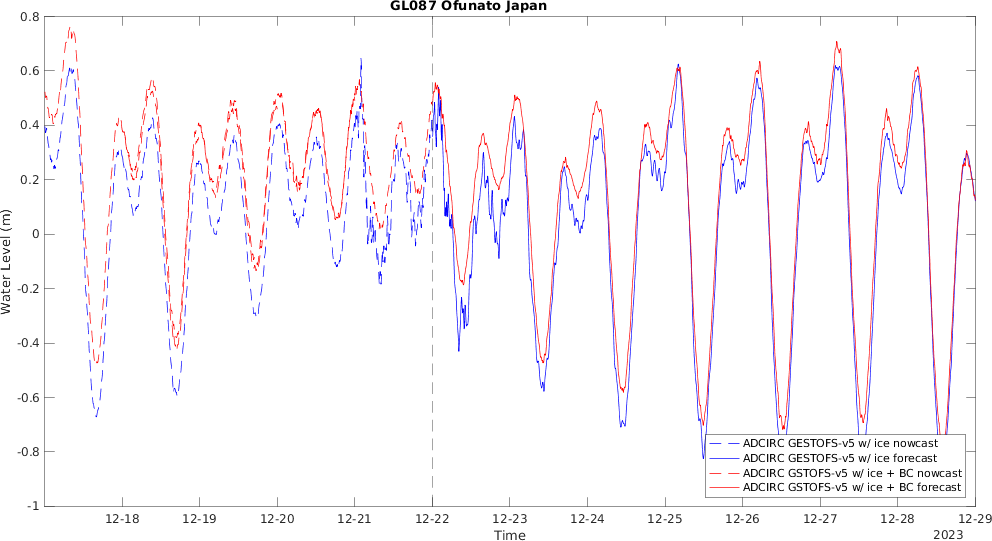 GL087 Ofunato Japan
0.8
0.6
0.4
0.2
0
-0.2
-0.4
-0.6
-0.8
-1
Water Level (m)
ADCIRC GESTOFS-v5 w/ ice nowcast
ADCIRC GESTOFS-v5 w/ ice forecast
ADCIRC GSTOFS-v5 w/ ice + BC nowcast
ADCIRC GSTOFS-v5 w/ ice + BC forecast
12-18 12-19 12-20 12-21 12-22 12-23 12-24 12-25 12-26 12-27 12-28 12-29
Time
2023